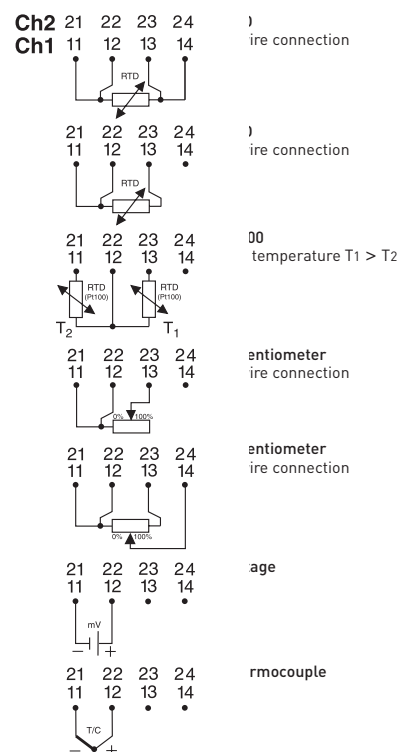 Ch2 21 22 23 24
Ch1 11 12 13 14
ire connection
RTD
21 22 23 24
11 12 13 14
ire connection
RTD
21 22 23 24
11 12 13 14
00
temperature T1 > T2
RTD (Pt100) RTD (Pt100)
T2 T1
21 22 23 24
11 12 13 14
entiometer
ire connection
0% 100%
21 22 23 24
11 12 13 14
entiometer
ire connection
0% 100%
21 22 23 24
11 12 13 14
age
mV
− +
21 22 23 24
11 12 13 14
rmocouple
T/C
− +